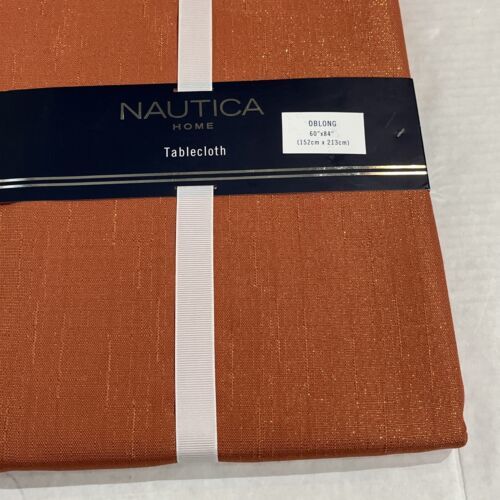 NAUTICA
HOME
Tablecloth
OBLONG
60"x84"
(152cm x 213cm)